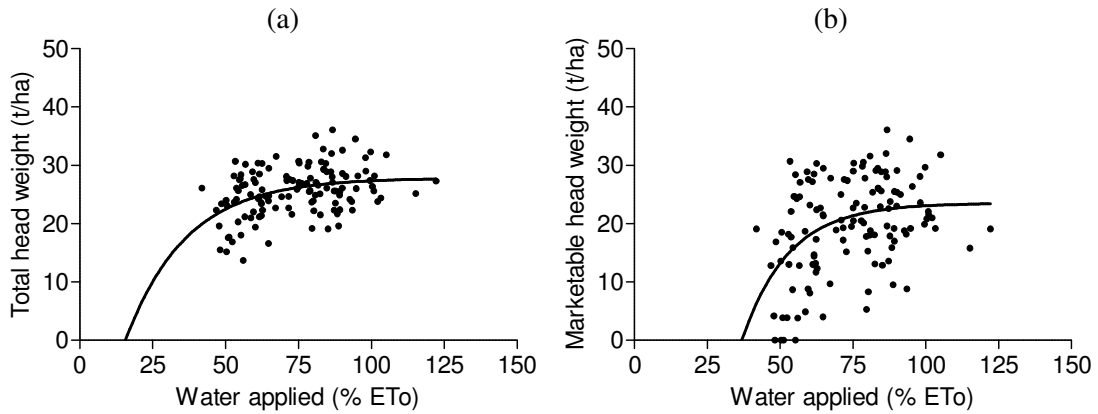 (a)
Total head weight (t/ha)
50
40
30
20
10
0
0 25 50 75 100 125 150
Water applied (% ETo)
(b)
Marketable head weight (t/ha)
50
40
30
20
10
0
0 25 50 75 100 125 150
Water applied (% ETo)